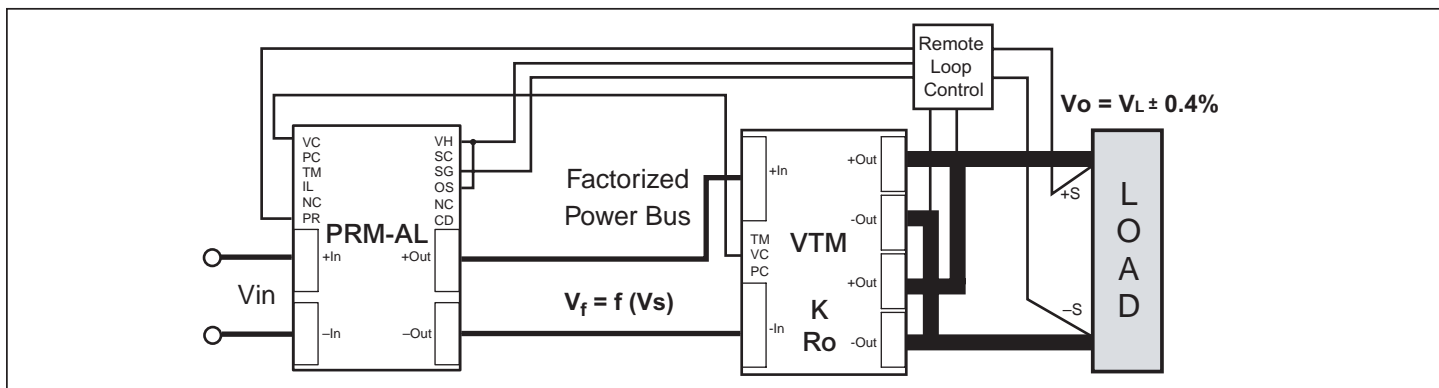 Remote
Loop
Control
Vo = VL ± 0.4%
VC
PC
TM
IL
NC
PR
VH
SC
SG
OS
NC
CD
PRM-AL
+In
+Out
–In
–Out
Vin
Factorized
Power Bus
Vf = f (Vs)
+In
TM
VC
PC
-In
VTM
K
Ro
+Out
-Out
+Out
-Out
+S
–S
L
O
A
D